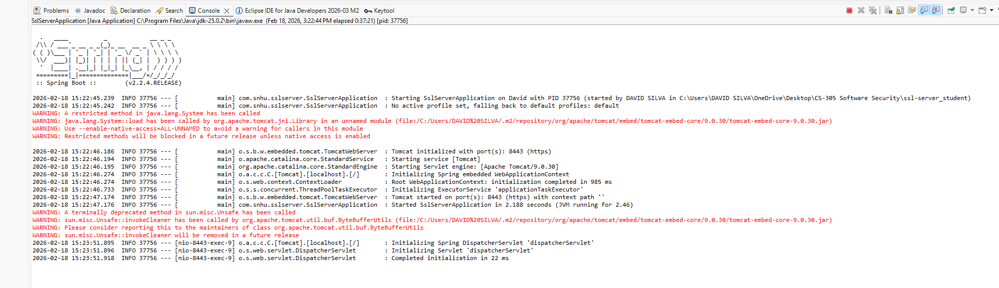 Problems @ Javadoc Declaration Search Console Eclipse IDE for Java Developers 2026-03 M2 Keytool
SslServerApplication [Java Application] C:\Program Files\Java\jdk-25.0.2\bin\javaw.exe (Feb 18, 2026, 3:22:44 PM elapsed 0:37:21) [pid: 37756]
  .   ____          _            __ _ _
 /\\ / ___'_ __ _ _(_)_ __  __ _ \ \ \ \
( ( )\___ | '_ | '_| | '_ \/ _` | \ \ \ \
 \\/  ___)| |_)| | | | | || (_| |  ) ) ) )
  '  |____| .__|_| |_|_| |_\__, | / / / /
 =========|_|==============|___/=/_/_/_/
 :: Spring Boot ::        (v2.2.4.RELEASE)
2026-02-18 15:22:45.239  INFO 37756 --- [           main] com.snhu.sslserver.SslServerApplication  : Starting SslServerApplication on David with PID 37756 (started by DAVID SILVA in C:\Users\DAVID SILVA\OneDrive\Desktop\CS-305 Software Security\ssl-server_student)
2026-02-18 15:22:45.242  INFO 37756 --- [           main] com.snhu.sslserver.SslServerApplication  : No active profile set, falling back to default profiles: default
WARNING: A restricted method in java.lang.System has been called
WARNING: java.lang.System::load has been called by org.apache.tomcat.jni.Library in an unnamed module (file:/C:/Users/DAVID%20SILVA/.m2/repository/org/apache/tomcat/embed/tomcat-embed-core/9.0.30/tomcat-embed-core-9.0.30.jar)
WARNING: Use --enable-native-access=ALL-UNNAMED to avoid a warning for callers in this module
WARNING: Restricted methods will be blocked in a future release unless native access is enabled
2026-02-18 15:22:46.186  INFO 37756 --- [           main] o.s.b.w.embedded.tomcat.TomcatWebServer  : Tomcat initialized with port(s): 8443 (https)
2026-02-18 15:22:46.194  INFO 37756 --- [           main] o.apache.catalina.core.StandardService   : Starting service [Tomcat]
2026-02-18 15:22:46.195  INFO 37756 --- [           main] org.apache.catalina.core.StandardEngine  : Starting Servlet engine: [Apache Tomcat/9.0.30]
2026-02-18 15:22:46.274  INFO 37756 --- [           main] o.a.c.c.C.[Tomcat].[localhost].[/]       : Initializing Spring embedded WebApplicationContext
2026-02-18 15:22:46.274  INFO 37756 --- [           main] o.s.web.context.ContextLoader            : Root WebApplicationContext: initialization completed in 985 ms
2026-02-18 15:22:46.733  INFO 37756 --- [           main] o.s.s.concurrent.ThreadPoolTaskExecutor  : Initializing ExecutorService 'applicationTaskExecutor'
2026-02-18 15:22:47.174  INFO 37756 --- [           main] o.s.b.w.embedded.tomcat.TomcatWebServer  : Tomcat started on port(s): 8443 (https) with context path ''
2026-02-18 15:22:47.176  INFO 37756 --- [           main] com.snhu.sslserver.SslServerApplication  : Started SslServerApplication in 2.188 seconds (JVM running for 2.46)
WARNING: A terminally deprecated method in sun.misc.Unsafe has been called
WARNING: sun.misc.Unsafe::invokeCleaner has been called by org.apache.tomcat.util.buf.ByteBufferUtils (file:/C:/Users/DAVID%20SILVA/.m2/repository/org/apache/tomcat/embed/tomcat-embed-core/9.0.30/tomcat-embed-core-9.0.30.jar)
WARNING: Please consider reporting this to the maintainers of class org.apache.tomcat.util.buf.ByteBufferUtils
WARNING: sun.misc.Unsafe::invokeCleaner will be removed in a future release
2026-02-18 15:23:51.895  INFO 37756 --- [nio-8443-exec-9] o.a.c.c.C.[Tomcat].[localhost].[/]       : Initializing Spring DispatcherServlet 'dispatcherServlet'
2026-02-18 15:23:51.896  INFO 37756 --- [nio-8443-exec-9] o.s.web.servlet.DispatcherServlet        : Initializing Servlet 'dispatcherServlet'
2026-02-18 15:23:51.918  INFO 37756 --- [nio-8443-exec-9] o.s.web.servlet.DispatcherServlet        : Completed initialization in 22 ms